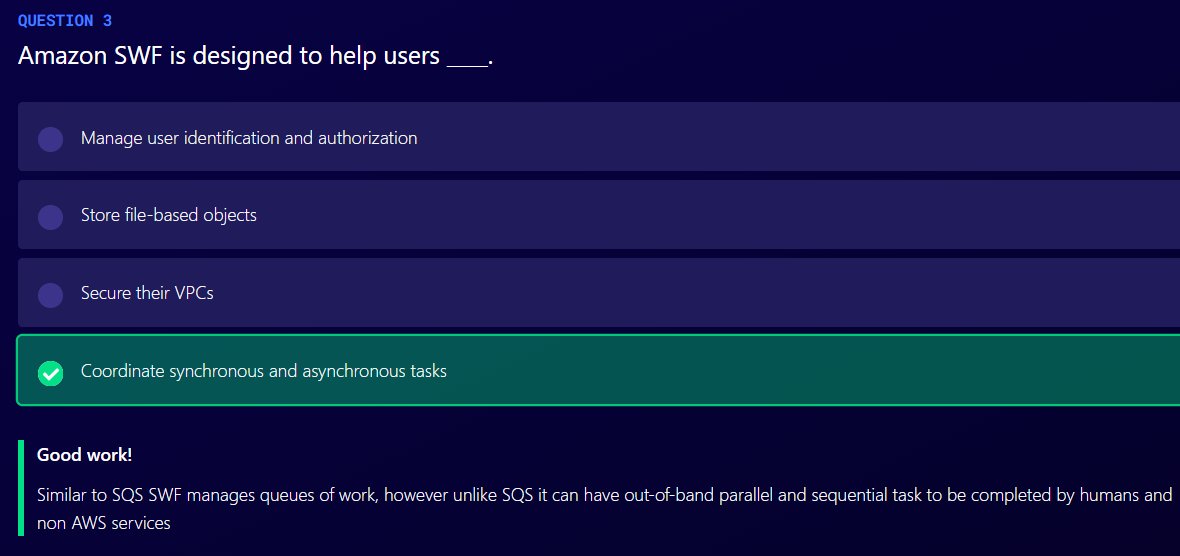 QUESTION 3
Amazon SWF is designed to help users ____.
Manage user identification and authorization
Store file-based objects
Secure their VPCs
Coordinate synchronous and asynchronous tasks
Good work!
Similar to SQS SWF manages queues of work, however unlike SQS it can have out-of-band parallel and sequential task to be completed by humans and
non AWS services